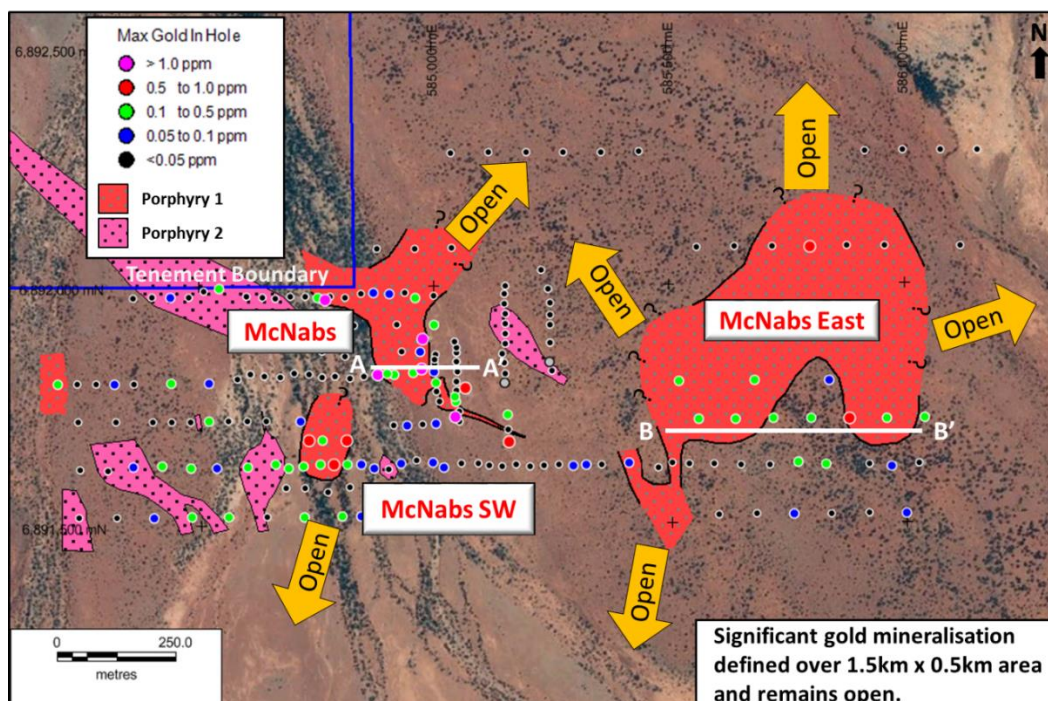 Max Gold In Hole
> 1.0 ppm
0.5 to 1.0 ppm
0.1 to 0.5 ppm
0.05 to 0.1 ppm
<0.05 ppm
Porphyry 1
Porphyry 2
6,892,500 mN
585,000mE
586,000mE
N
Open
Open
Open
Open
Tenement Boundary
6,892,000 mN
McNabs
McNabs East
A
A'
B
B'
?
?
?
?
?
?
?
?
?
?
?
McNabs SW
6,891,500 mN
Open
Open
0
250.0
metres
Significant gold mineralisation
defined over 1.5km x 0.5km area
and remains open.